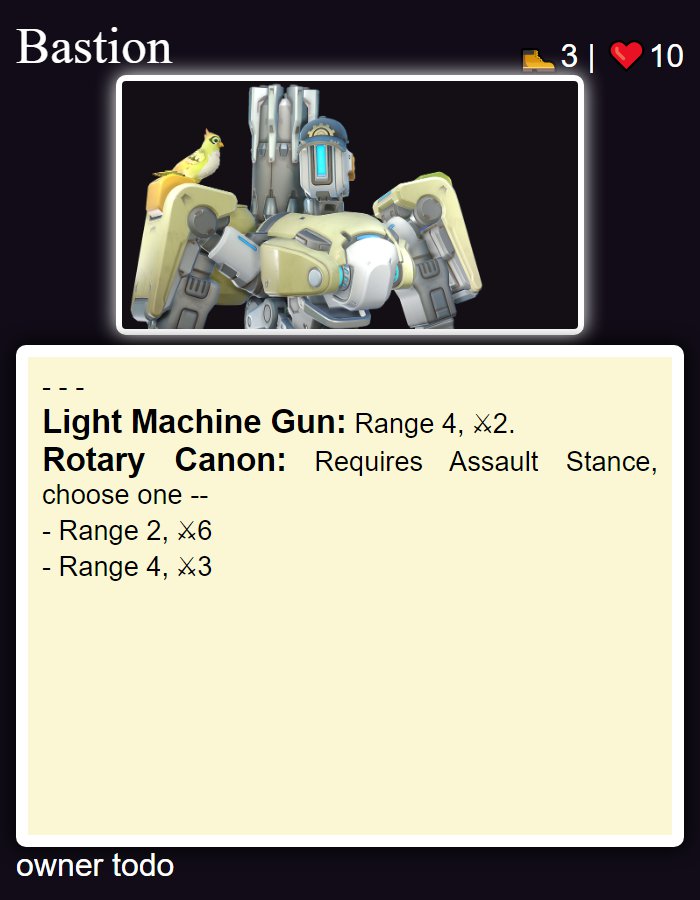 Bastion
🥾3 | ❤️10
- - -
Light Machine Gun: Range 4, ⚔2.
Rotary Canon: Requires Assault Stance,
choose one --
- Range 2, ⚔6
- Range 4, ⚔3
owner todo